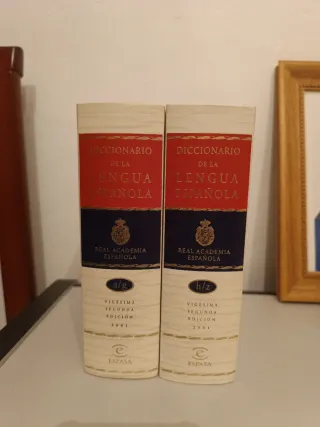 DICCIONARIO
DE LA
LENGUA
ESPAÑOLA
REAL ACADEMIA
ESPAÑOLA
a/g
VIGÉSIMA
SEGUNDA
EDICIÓN
2001
e
ESPASA
DICCIONARIO
DE LA
LENGUA
ESPAÑOLA
REAL ACADEMIA
ESPAÑOLA
h/z
VIGÉSIMA
SEGUNDA
EDICIÓN
2001
e
ESPASA